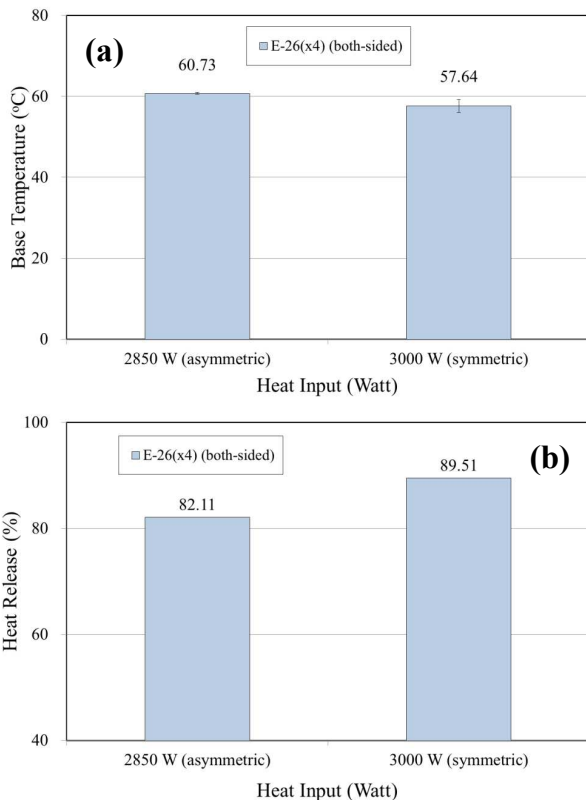 80
(a)
E-26(x4) (both-sided)
60.73
57.64
60
40
20
0
Base Temperature (°C)
2850 W (asymmetric)
3000 W (symmetric)
Heat Input (Watt)
100
E-26(x4) (both-sided)
(b)
89.51
82.11
80
60
40
Heat Release (%)
2850 W (asymmetric)
3000 W (symmetric)
Heat Input (Watt)